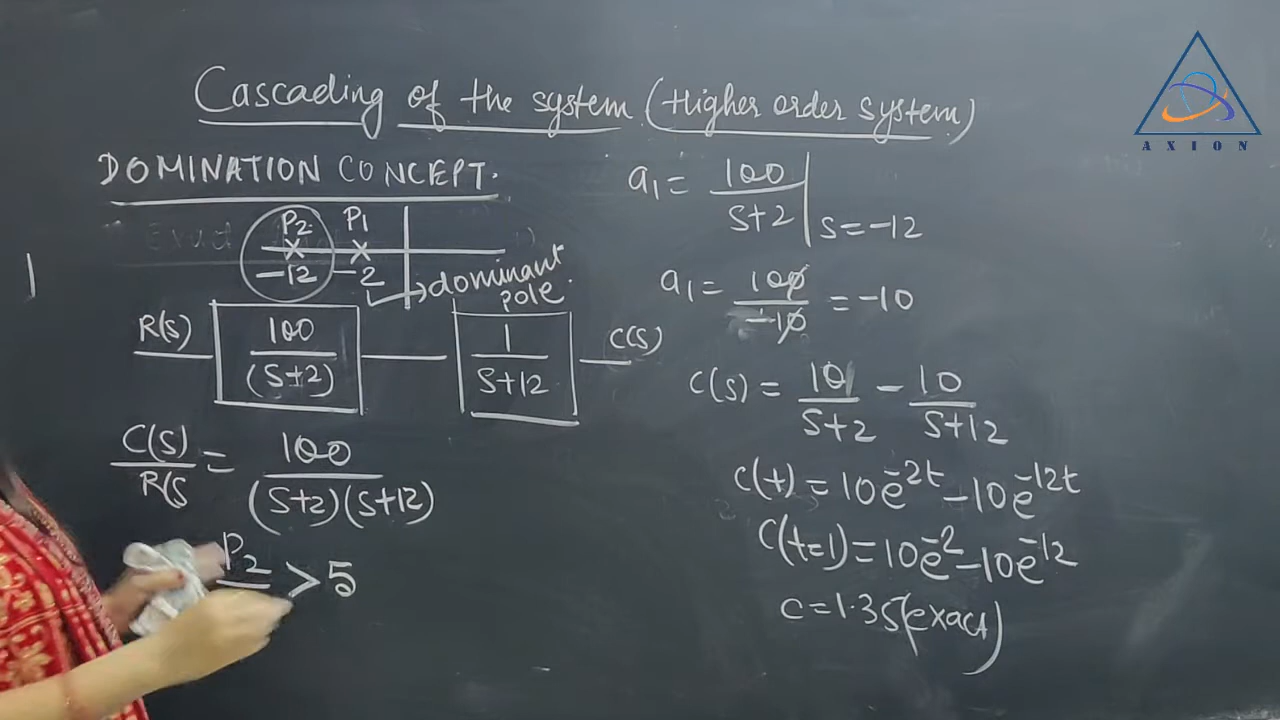 Cascading of the system (Higher order system)
AXION
DOMINATION CONCEPT.
P2 P1
-12 -2 → dominant pole.
R(s) 100/(s+2) 1/s+12 C(s)
C(s)/R(s = 100/(s+2)(s+12)
P2/ > 5
a1 = 100/s+2 | s=-12
a1 = 100/-10 = -10
C(s) = 10/s+2 - 10/s+12
c(t) = 10e^-2t - 10e^-12t
c(t=1) = 10e^-2 - 10e^-12
c = 1.35(exact)